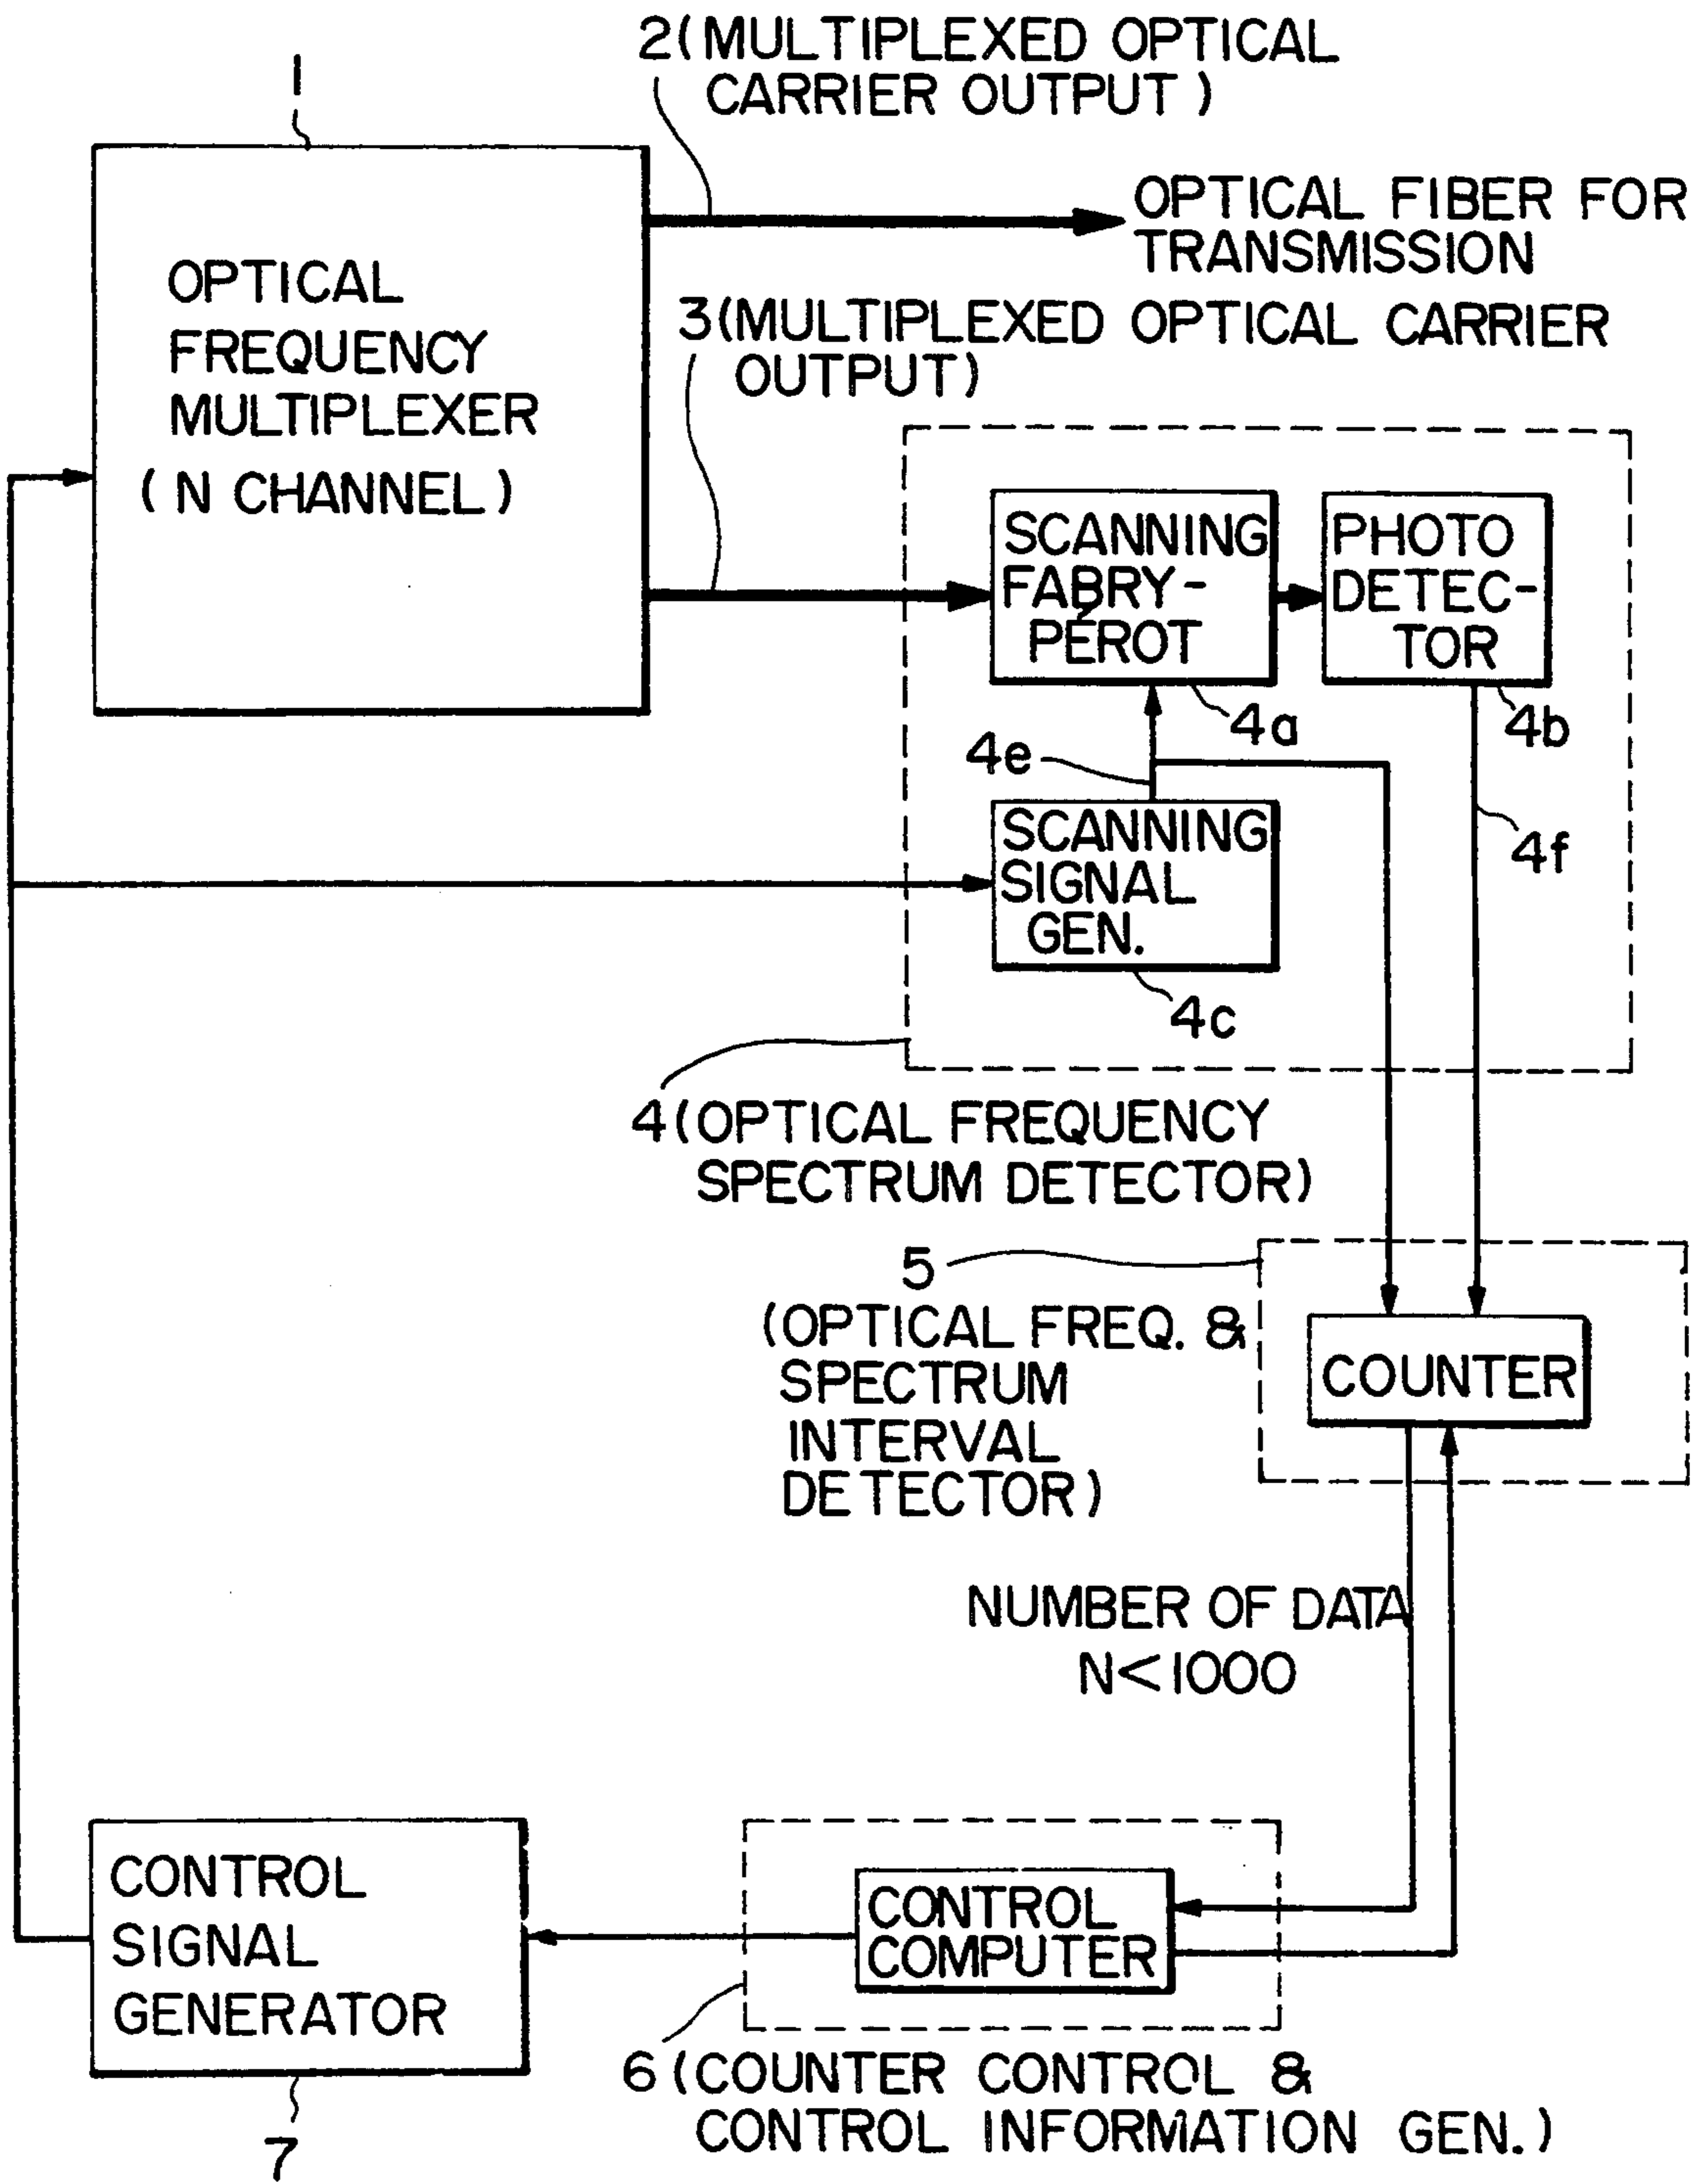 1
2(MULTIPLEXED OPTICAL
CARRIER OUTPUT)
OPTICAL FIBER FOR
TRANSMISSION
OPTICAL
FREQUENCY
MULTIPLEXER
(N CHANNEL)
3(MULTIPLEXED OPTICAL CARRIER
OUTPUT)
SCANNING
FABRY-
PÉROT
PHOTO
DETEC-
TOR
4a
4b
4e
4f
SCANNING
SIGNAL
GEN.
4c
4(OPTICAL FREQUENCY
SPECTRUM DETECTOR)
5
(OPTICAL FREQ. &
SPECTRUM
INTERVAL
DETECTOR)
COUNTER
NUMBER OF DATA
N<1000
CONTROL
SIGNAL
GENERATOR
CONTROL
COMPUTER
6(COUNTER CONTROL &
CONTROL INFORMATION GEN.)
7